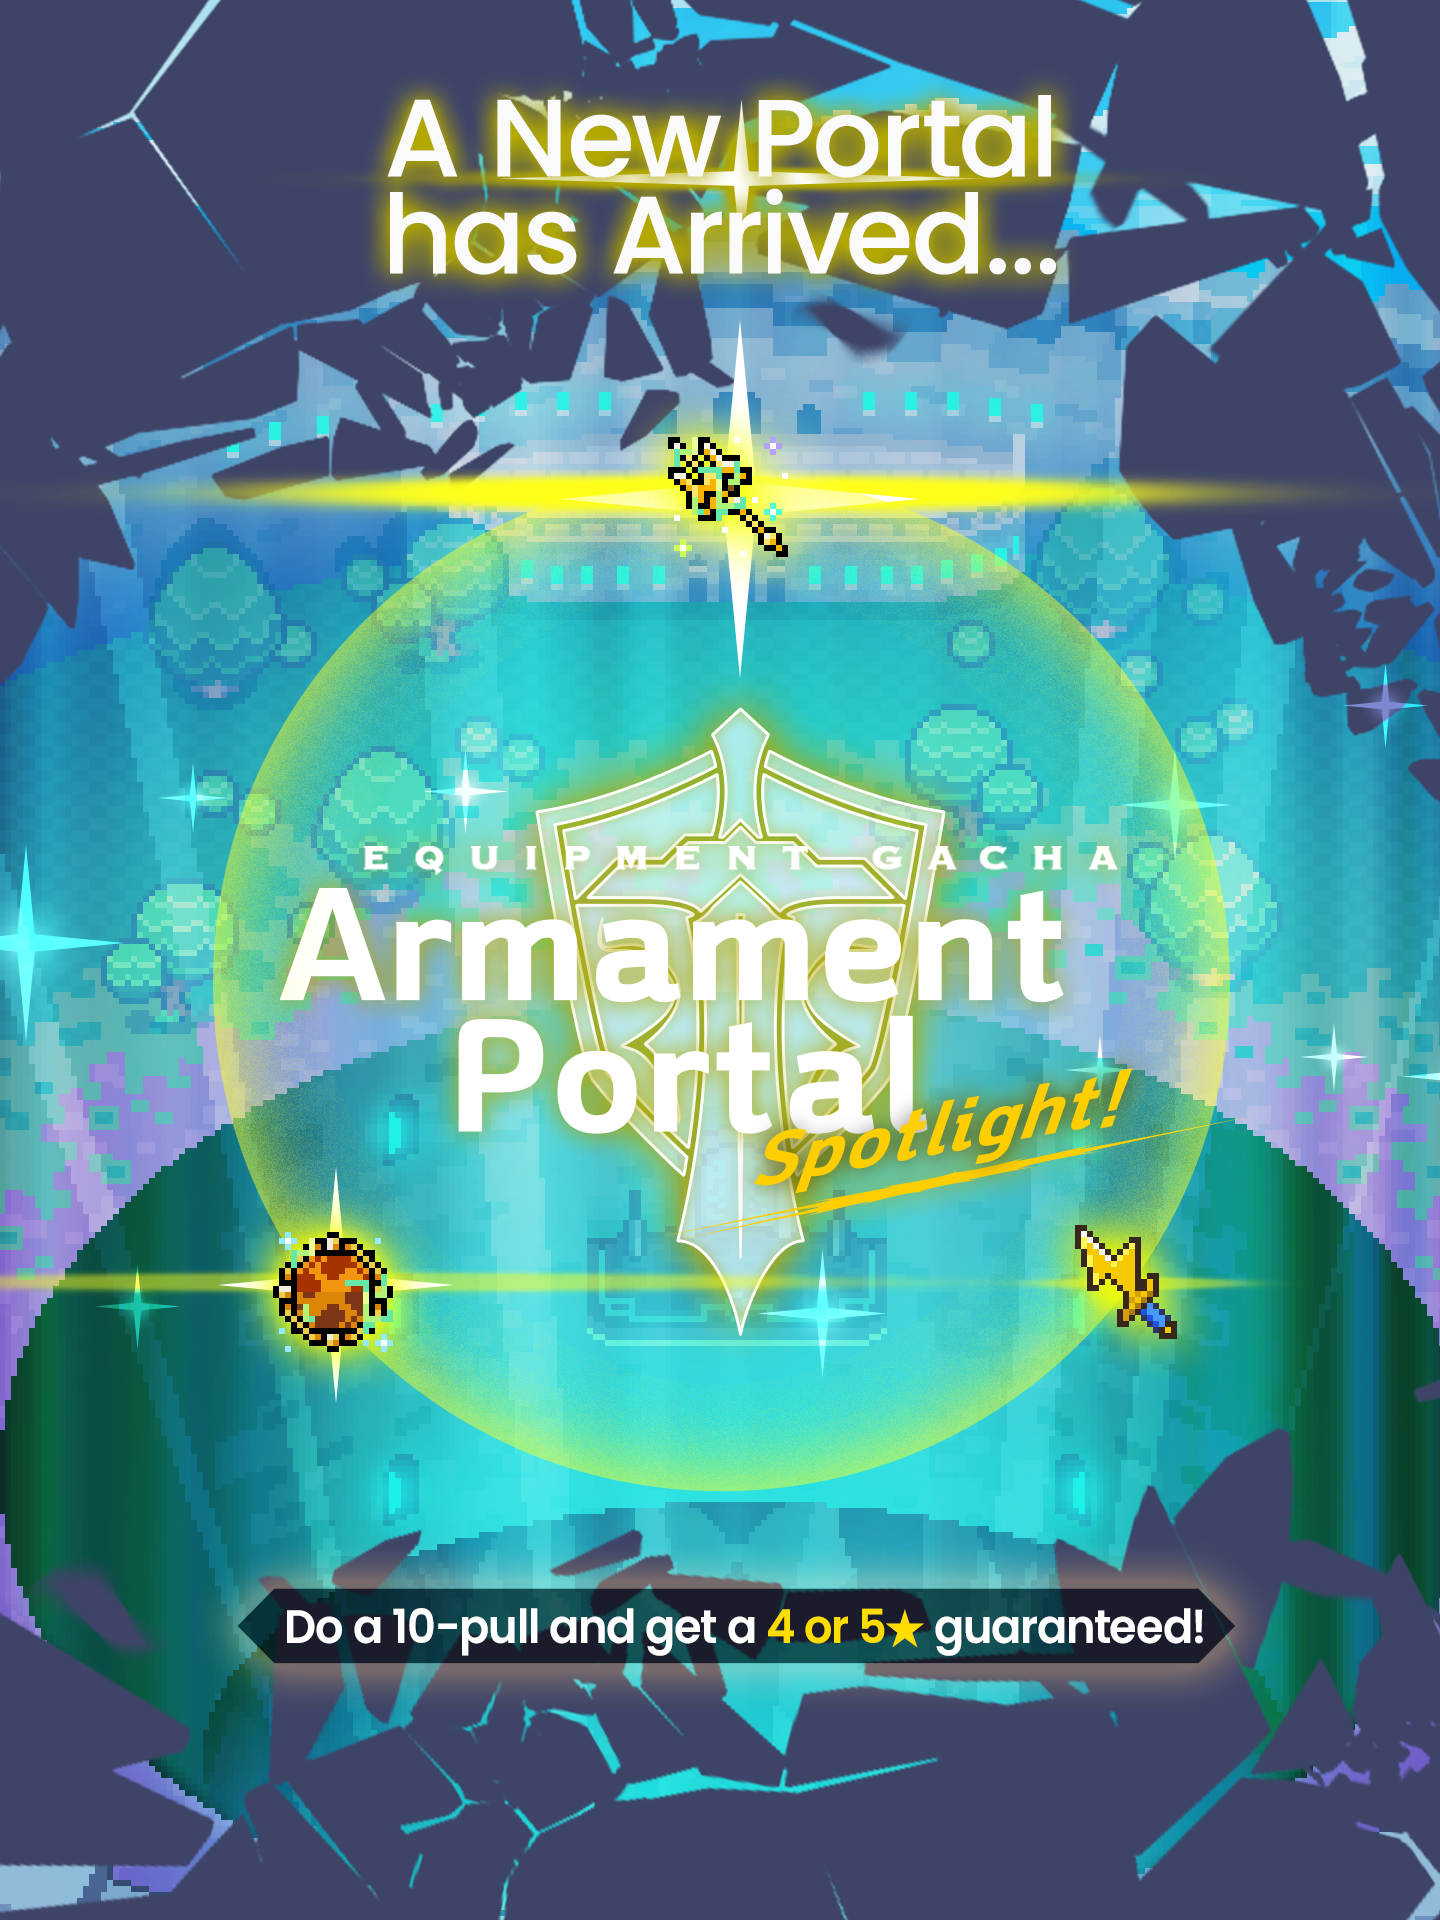 A New Portal
has Arrived...
EQUIPMENT GACHA
Armament
Portal
Spotlight!
Do a 10-pull and get a 4 or 5★ guaranteed!